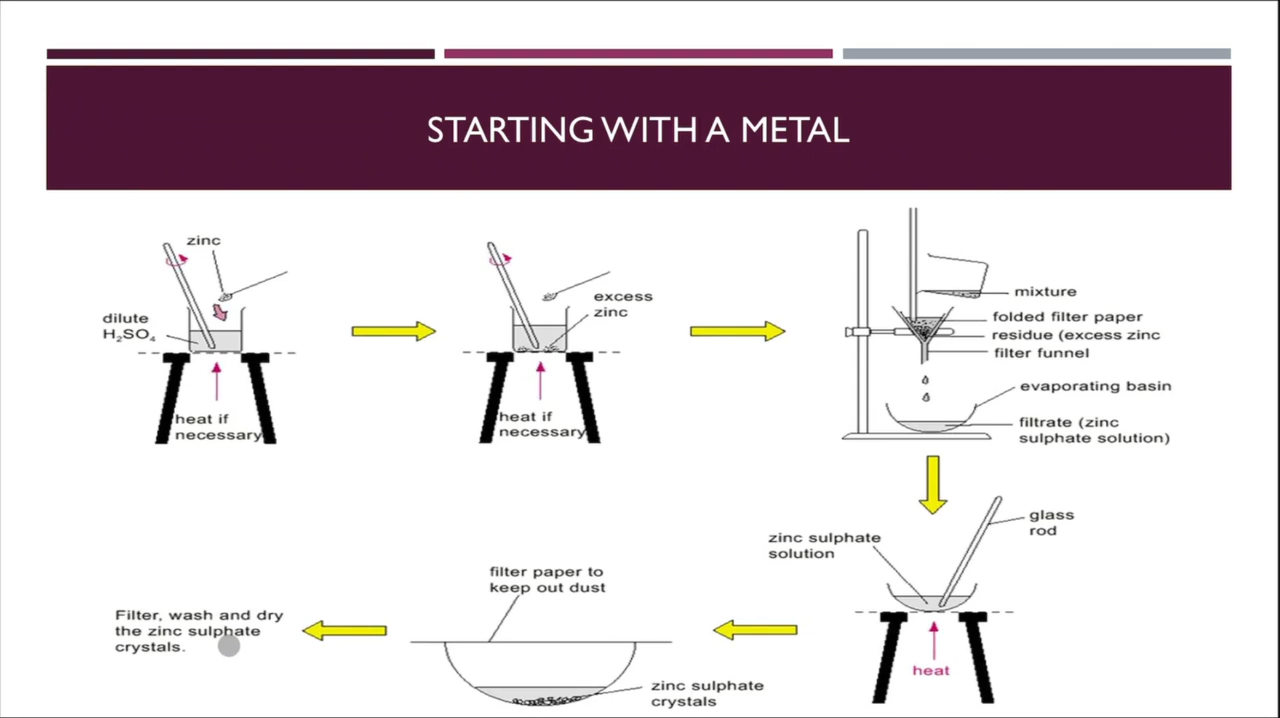 STARTING WITH A METAL
zinc
dilute
H₂SO₄
heat if
necessary
excess
zinc
heat if
necessary
mixture
folded filter paper
residue (excess zinc
filter funnel
evaporating basin
filtrate (zinc
sulphate solution)
glass
rod
zinc sulphate
solution
heat
filter paper to
keep out dust
zinc sulphate
crystals
Filter, wash and dry
the zinc sulphate
crystals.